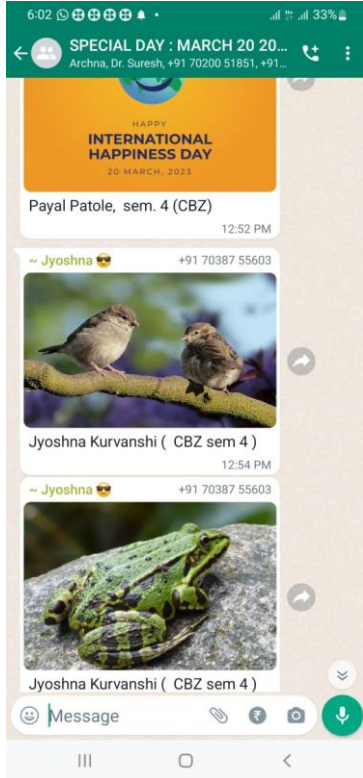 6:02
33%
SPECIAL DAY : MARCH 20 20...
Archna, Dr. Suresh, +91 70200 51851, +91...
HAPPY
INTERNATIONAL
HAPPINESS DAY
20 MARCH, 2023
Payal Patole, sem. 4 (CBZ)
12:52 PM
~ Jyoshna 😎 +91 70387 55603
Jyoshna Kurvanshi ( CBZ sem 4 )
12:54 PM
~ Jyoshna 😎 +91 70387 55603
Jyoshna Kurvanshi ( CBZ sem 4 )
Message